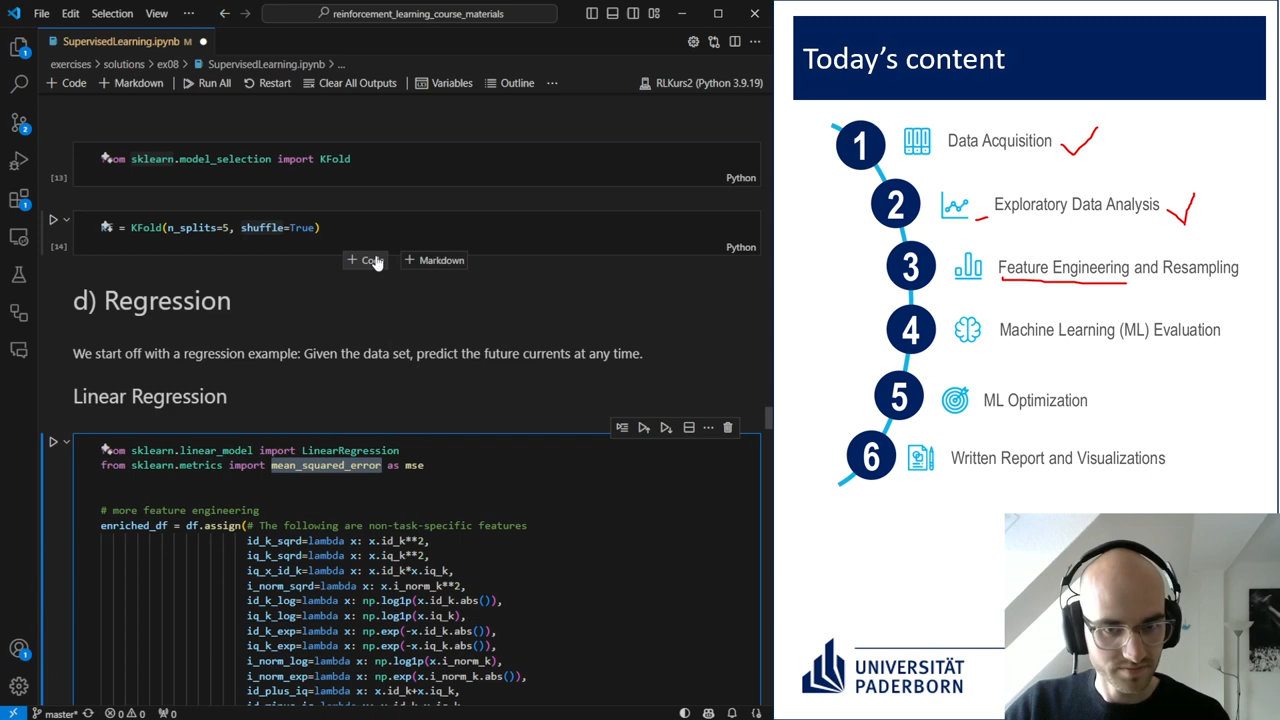 File Edit Selection View ···
reinforcement_learning_course_materials
SupervisedLearning.ipynb M
exercises > solutions > ex08 > SupervisedLearning.ipynb > ...
+ Code + Markdown Run All Restart Clear All Outputs Variables Outline ··· RLKurs2 (Python 3.9.19)
sklearn.model_selection import KFold
[13] Python
= KFold(n_splits=5, shuffle=True)
[14] Python
+ Code + Markdown
d) Regression
We start off with a regression example: Given the data set, predict the future currents at any time.
Linear Regression
sklearn.linear_model import LinearRegression
from sklearn.metrics import mean_squared_error as mse
# more feature engineering
enriched_df = df.assign(# The following are non-task-specific features
id_k_sqrd=lambda x: x.id_k**2,
iq_k_sqrd=lambda x: x.iq_k**2,
iq_x_id_k=lambda x: x.id_k*x.iq_k,
i_norm_sqrd=lambda x: x.i_norm_k**2,
id_k_log=lambda x: np.log1p(x.id_k.abs()),
iq_k_log=lambda x: np.log1p(x.iq_k),
id_k_exp=lambda x: np.exp(-x.id_k.abs()),
iq_k_exp=lambda x: np.exp(-x.iq_k.abs()),
i_norm_log=lambda x: np.log1p(x.i_norm_k),
i_norm_exp=lambda x: np.exp(x.i_norm_k.abs()),
id_plus_iq=lambda x: x.id_k+x.iq_k,
master* 0 0 0
Today's content
1 Data Acquisition
2 Exploratory Data Analysis
3 Feature Engineering and Resampling
4 Machine Learning (ML) Evaluation
5 ML Optimization
6 Written Report and Visualizations
UNIVERSITÄT
PADERBORN